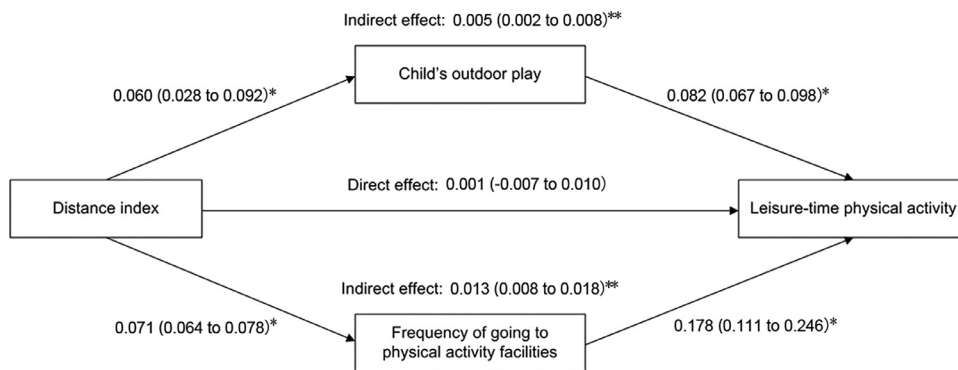 Indirect effect: 0.005 (0.002 to 0.008)**
Child's outdoor play
0.060 (0.028 to 0.092)*
0.082 (0.067 to 0.098)*
Direct effect: 0.001 (-0.007 to 0.010)
Distance index
Leisure-time physical activity
Indirect effect: 0.013 (0.008 to 0.018)**
0.071 (0.064 to 0.078)*
Frequency of going to
physical activity facilities
0.178 (0.111 to 0.246)*